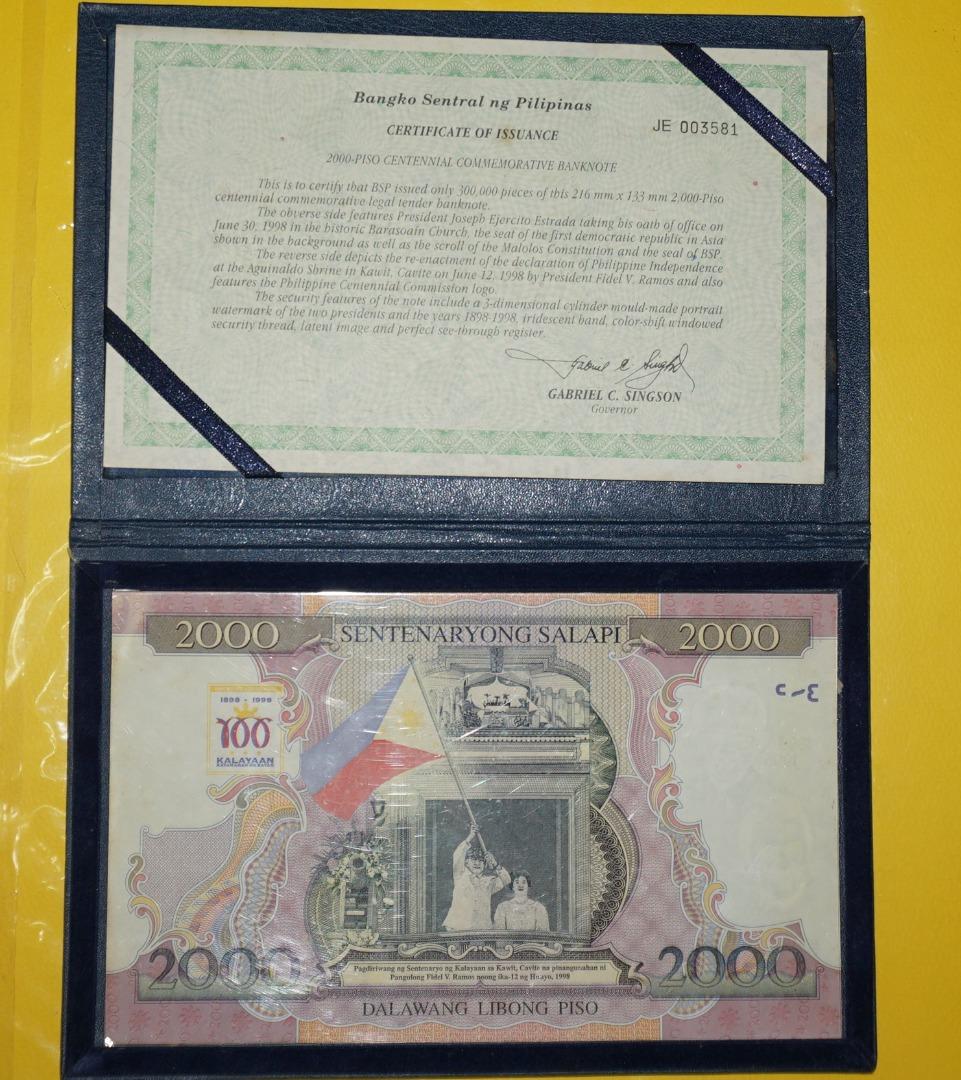 Bangko Sentral ng Pilipinas
JE 003581
CERTIFICATE OF ISSUANCE
2000-PISO CENTENNIAL COMMEMORATIVE BANKNOTE
This is to certify that BSP issued only 300,000 pieces of this 216 mm x 133 mm 2,000-Piso
centennial commemorative legal tender banknote.
The obverse side features President Joseph Ejercito Estrada taking his oath of office on
June 30, 1998 in the historic Barasoain Church, the seat of the first democratic republic in Asia
shown in the background as well as the scroll of the Malolos Constitution and the seal of BSP.
The reverse side depicts the re-enactment of the declaration of Philippine Independence
at the Aguinaldo Shrine in Kawit, Cavite on June 12, 1998 by President Fidel V. Ramos and also
features the Philippine Centennial Commission logo.
The security features of the note include a 3-dimensional cylinder mould-made portrait
watermark of the two presidents and the years 1898-1998, iridescent band, color-shift windowed
security thread, latent image and perfect see-through register.
GABRIEL C. SINGSON
Governor
2000
SENTENARYONG SALAPI
2000
1898 - 1998
100
KALAYAAN
2000
2000
Pagdiriwang ng Sentenaryo ng Kalayaan sa Kawit, Cavite na pinangunahan ni
Pangulong Fidel V. Ramos noong ika-12 ng Hunyo, 1998
DALAWANG LIBONG PISO